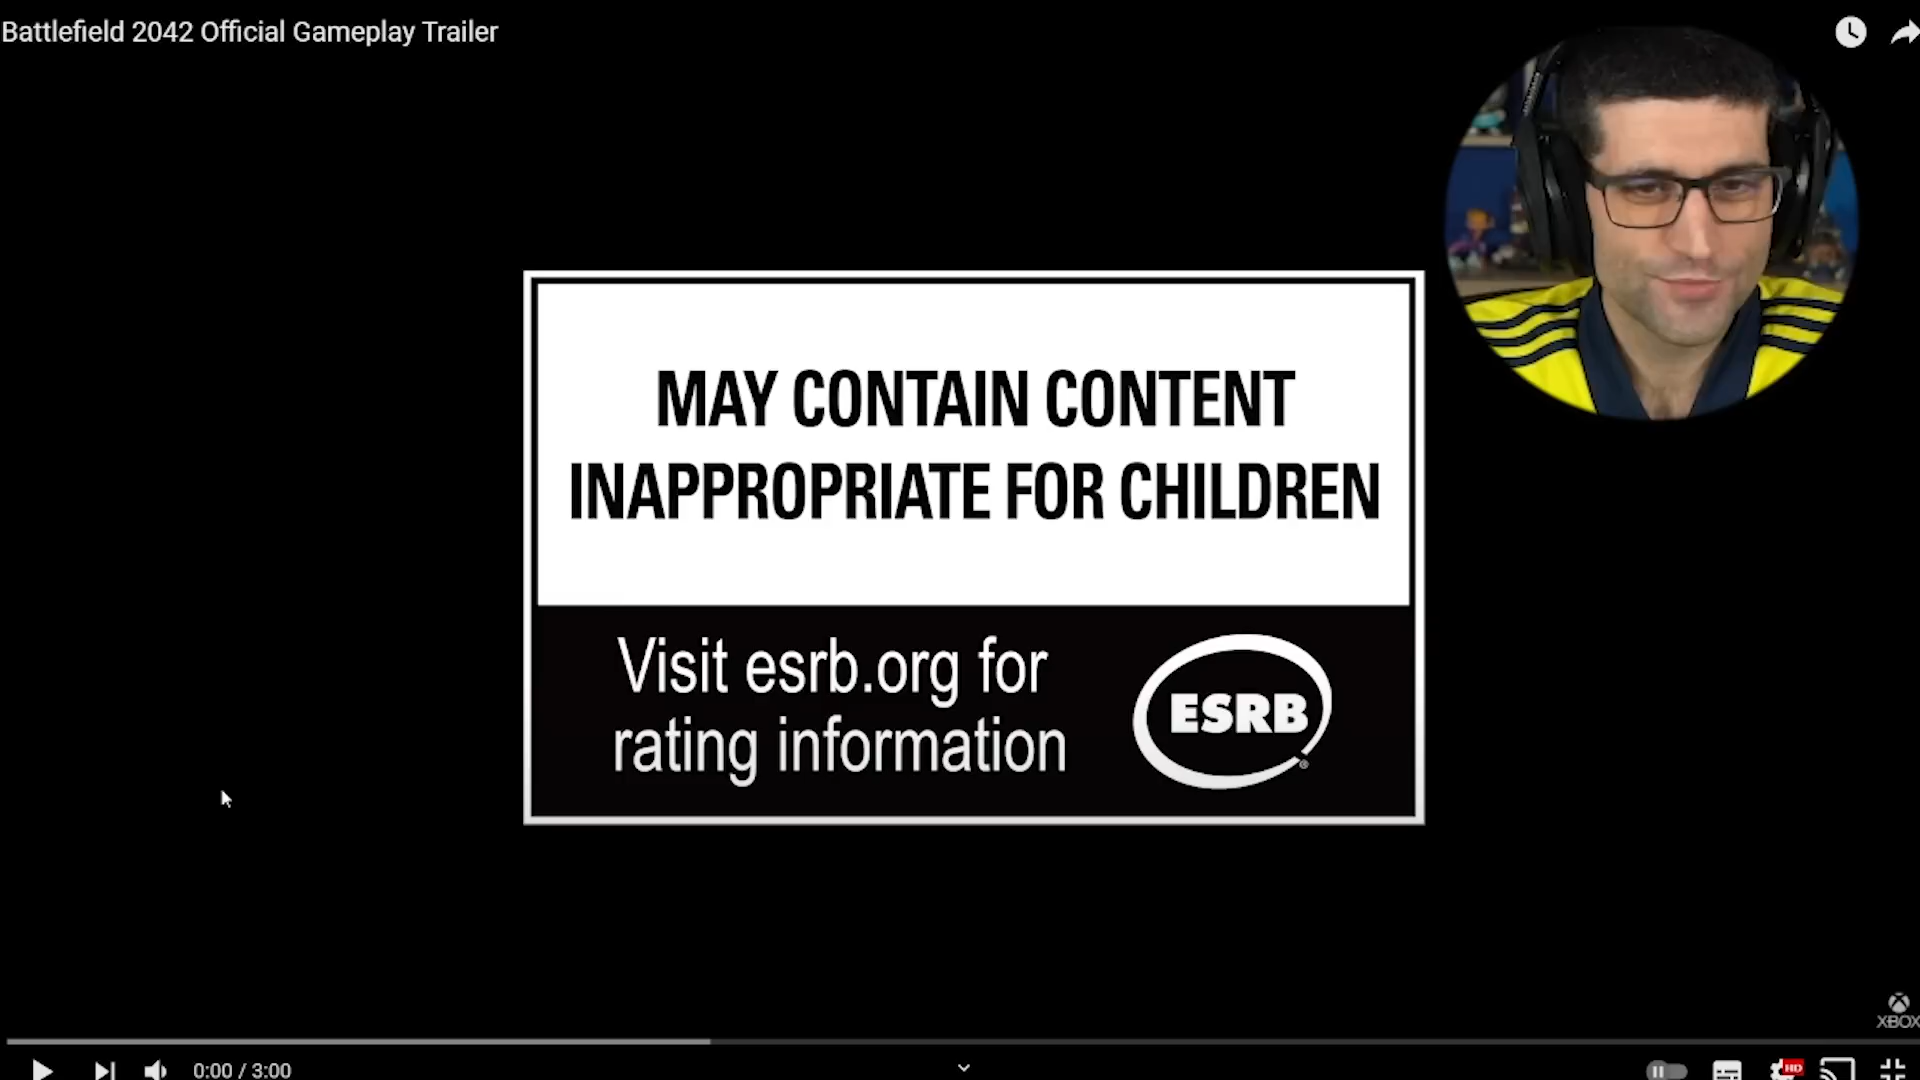 Battlefield 2042 Official Gameplay Trailer
MAY CONTAIN CONTENT
INAPPROPRIATE FOR CHILDREN
Visit esrb.org for
rating information
ESRB
®
XBOX
0:00 / 3:00
HD